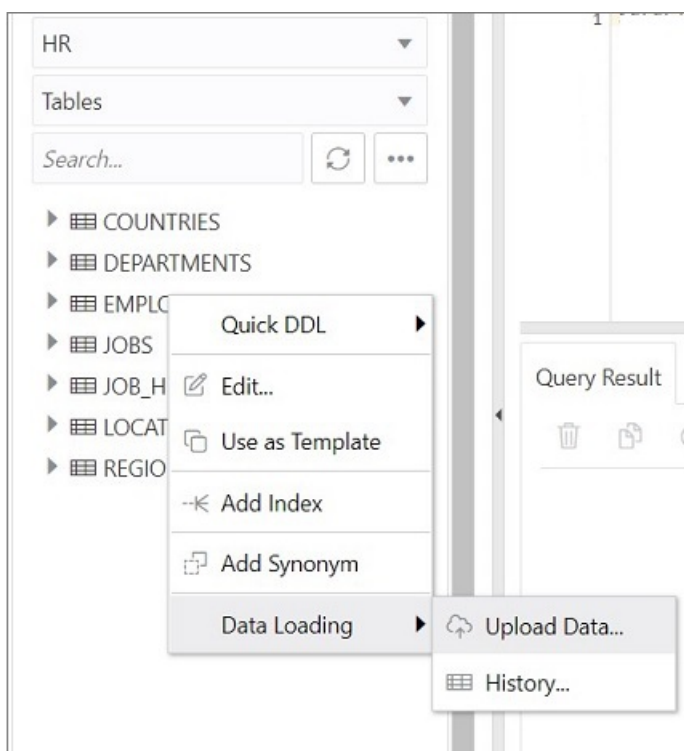 HR
Tables
Search...
COUNTRIES
DEPARTMENTS
EMPLO
JOBS
JOB_H
LOCAT
REGIO
Quick DDL
Edit...
Use as Template
Add Index
Add Synonym
Data Loading
Upload Data...
History...
1
Query Result